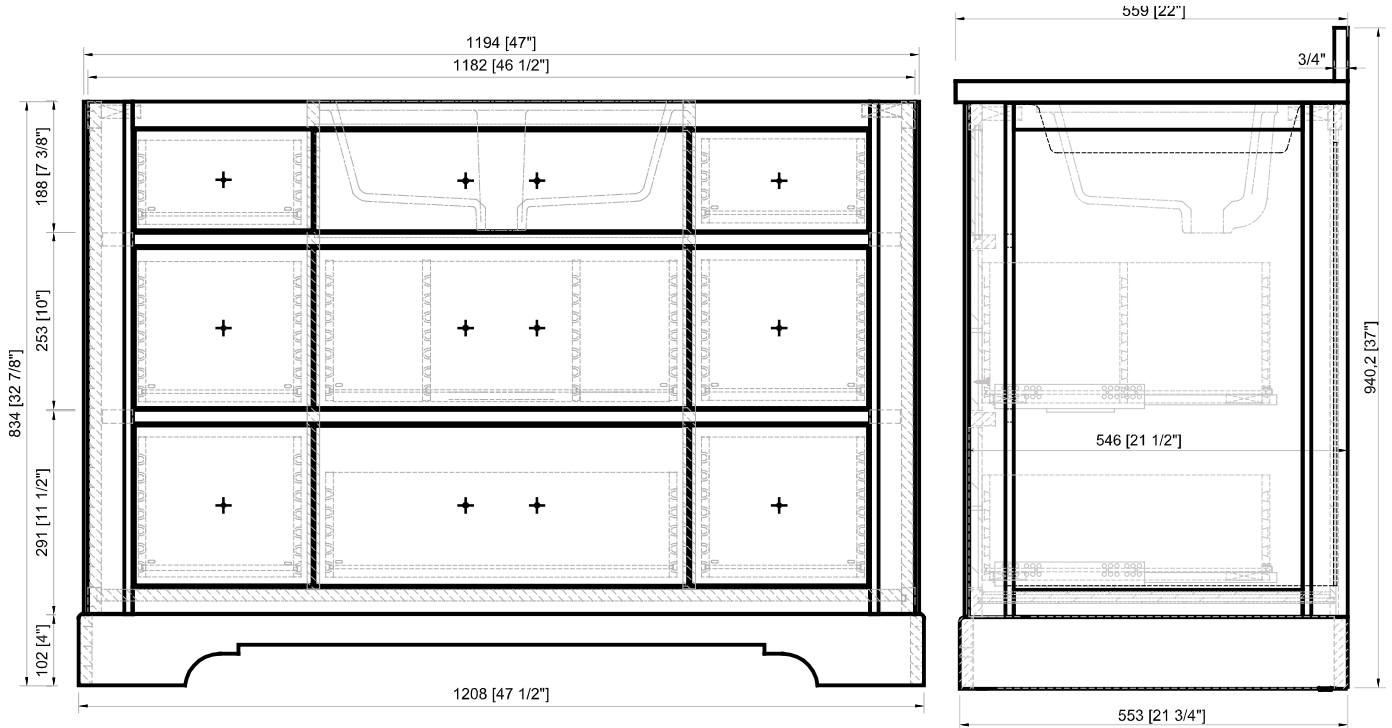 559 [22"]
1194 [47"]
3/4"
1182 [46 1/2"]
188 [7 3/8"]
253 [10"]
834 [32 7/8"]
940,2 [37"]
546 [21 1/2"]
291 [11 1/2"]
102 [4"]
1208 [47 1/2"]
553 [21 3/4"]